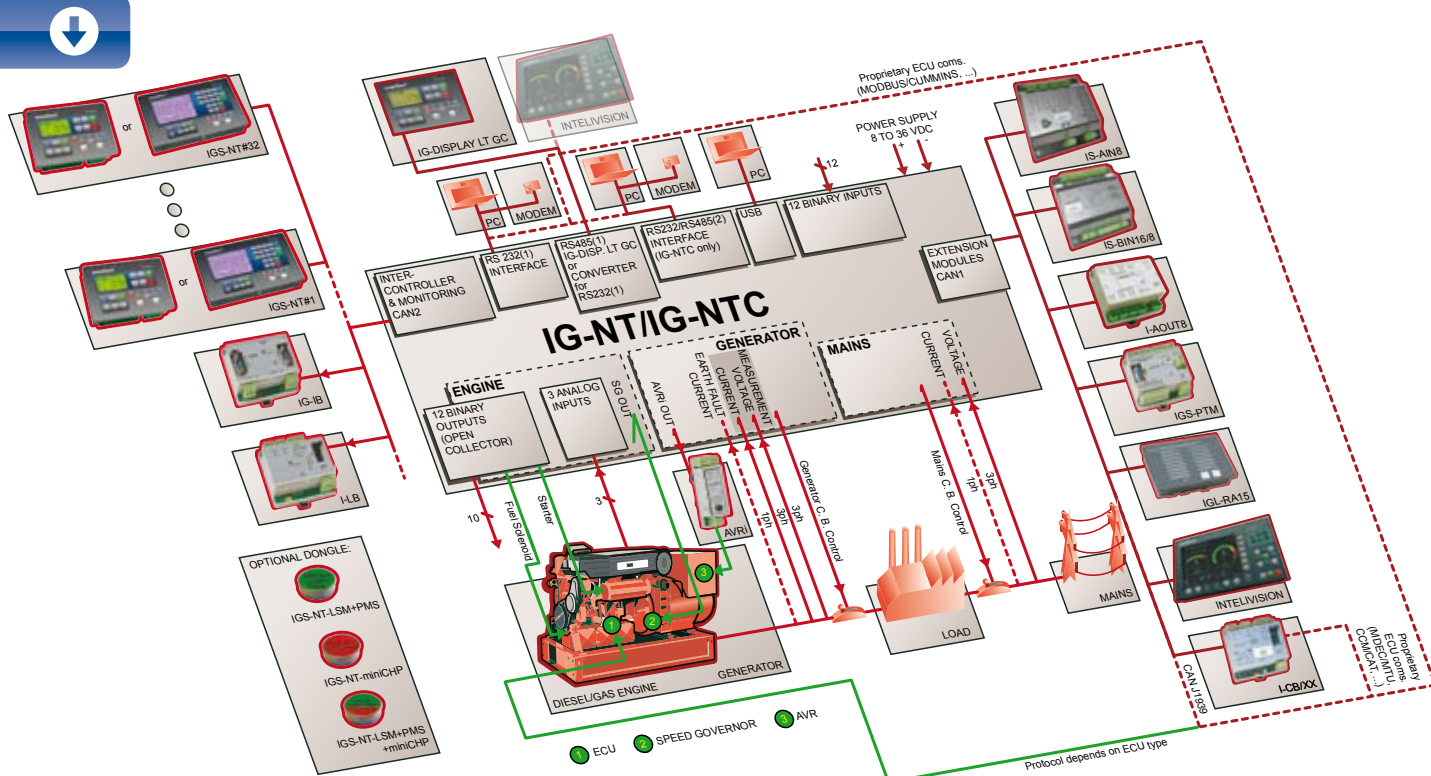 Proprietary ECU coms.
(MODBUS/CUMMINS, ...)
POWER SUPPLY
8 TO 36 VDC
+ -
12
or
IGS-NT#32
IG-DISPLAY LT GC
INTELIVISION
PC
MODEM
PC
MODEM
PC
IS-AIN8
or
IGS-NT#1
INTER-
CONTROLLER
& MONITORING
CAN2
RS 232(1)
INTERFACE
RS485(1)
IG-DISP. LT GC
or
CONVERTER
for
RS232(1)
RS232/RS485(2)
INTERFACE
(IG-NTC only)
USB
12 BINARY INPUTS
EXTENSION
MODULES
CAN1
IS-BIN16/8
I-AOUT8
IGS-PTM
IGL-RA15
INTELIVISION
I-CB/XX
IG-IB
I-LB
IG-NT/IG-NTC
ENGINE
12 BINARY
OUTPUTS
(OPEN
COLLECTOR)
3 ANALOG
INPUTS
SG OUT
GENERATOR
AVRi OUT
EARTH FAULT
CURRENT
CURRENT
VOLTAGE
MEASUREMENT
MAINS
CURRENT
VOLTAGE
10
Fuel Solenoid
Starter
3
AVRi
1ph
3ph
3ph
Generator C. B. Control
Mains C. B. Control
1ph
3ph
OPTIONAL DONGLE:
IGS-NT-LSM+PMS
IGS-NT-miniCHP
IGS-NT-LSM+PMS
+miniCHP
1
2
3
DIESEL/GAS ENGINE
GENERATOR
LOAD
MAINS
1 ECU
2 SPEED GOVERNOR
3 AVR
CAN J1939
Proprietary
ECU coms.
(MDEC/MTU,
CCM/CAT, ...)
Protocol depends on ECU type